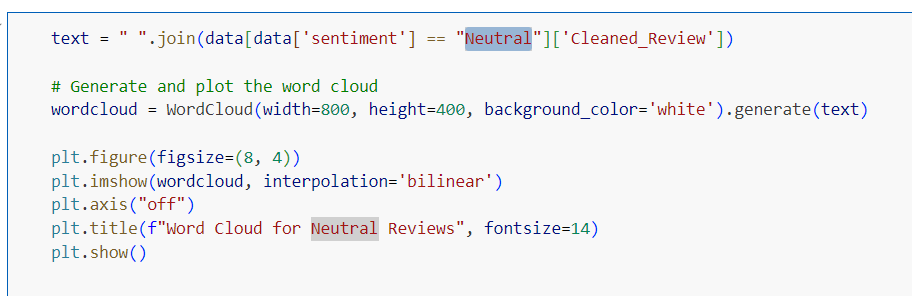 text = " ".join(data[data['sentiment'] == "Neutral"]['Cleaned_Review'])
# Generate and plot the word cloud
wordcloud = WordCloud(width=800, height=400, background_color='white').generate(text)
plt.figure(figsize=(8, 4))
plt.imshow(wordcloud, interpolation='bilinear')
plt.axis("off")
plt.title(f"Word Cloud for Neutral Reviews", fontsize=14)
plt.show()